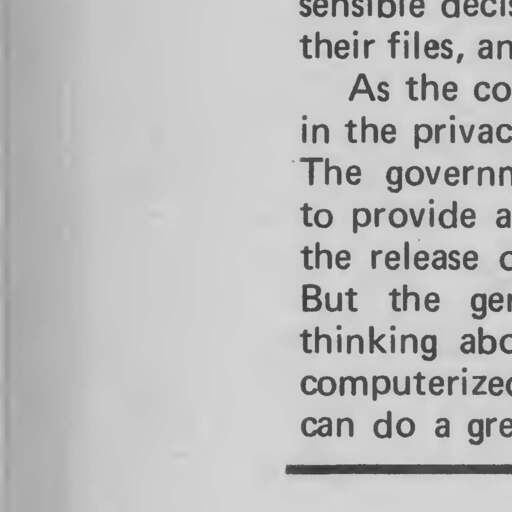 sensible decis
their files, an
As the co
in the privac
The governm
to provide a
the release o
But the ger
thinking abo
computerized
can do a gre